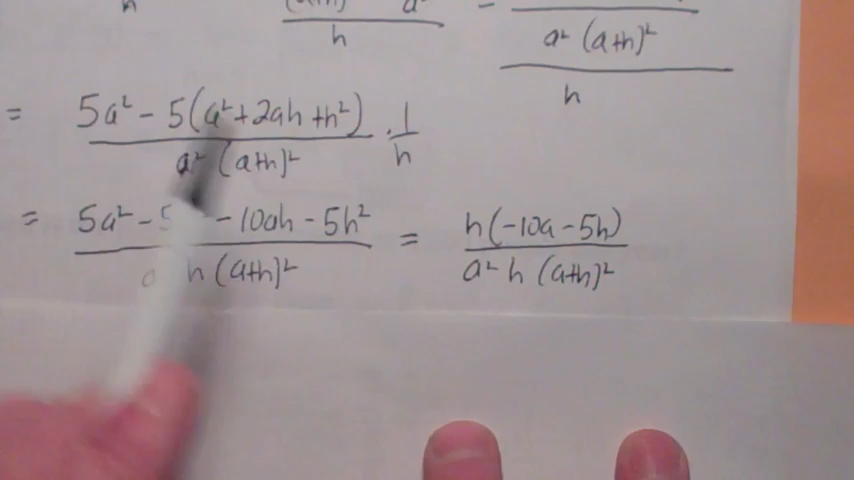 h
h
a² (a+h)²
h
= 5a² - 5(a²+2ah+h²) / a² (a+h)² · 1/h
= 5a² - 5 - 10ah - 5h² / h (a+h)² = h(-10a-5h) / a² h (a+h)²